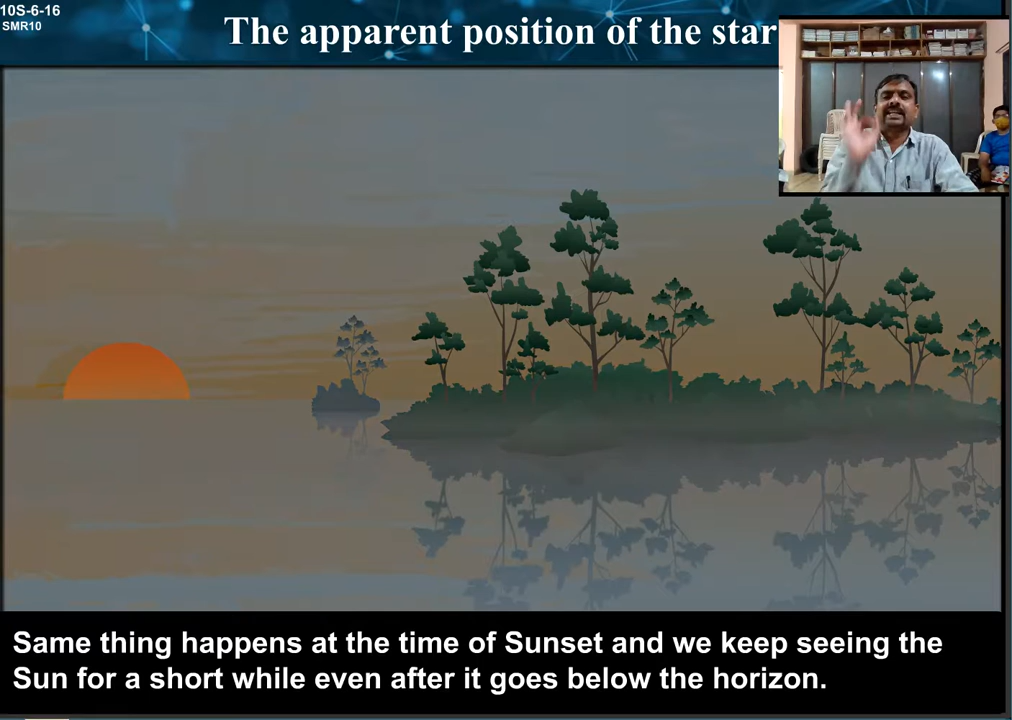 10S-6-16
SMR10
The apparent position of the star
Same thing happens at the time of Sunset and we keep seeing the
Sun for a short while even after it goes below the horizon.